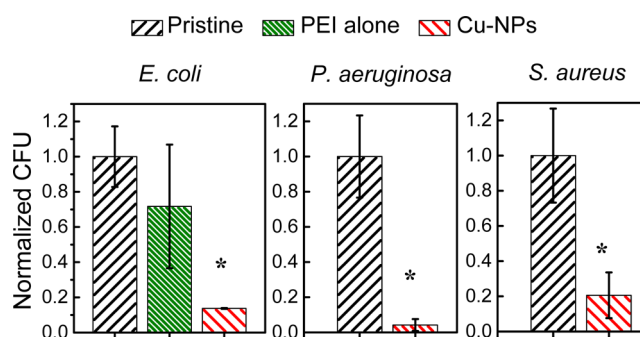 Pristine PEI alone Cu-NPs
E. coli P. aeruginosa S. aureus
Normalized CFU
1.2 1.2 1.2
1.0 1.0 1.0
0.8 0.8 0.8
0.6 0.6 0.6
0.4 0.4 0.4
* * *
0.2 0.2 0.2
0.0 0.0 0.0